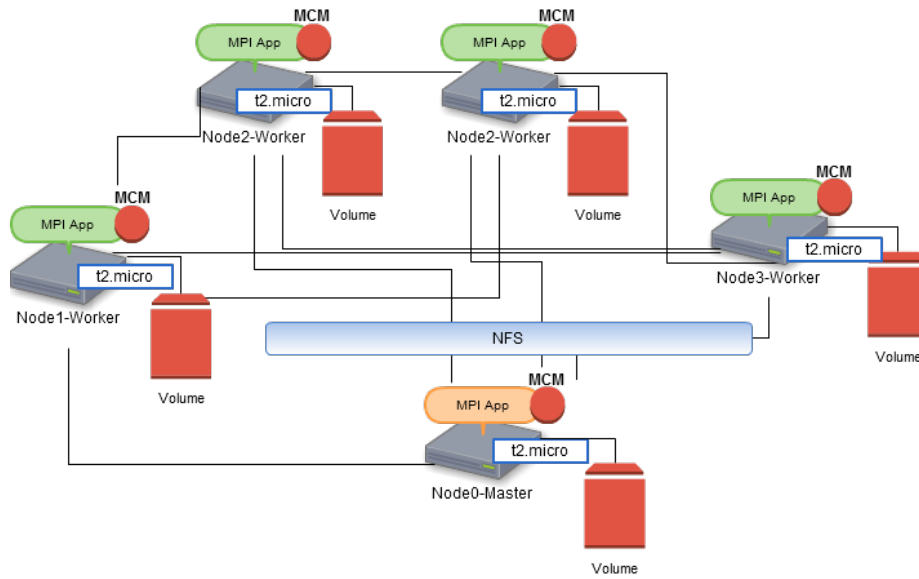 MCM
MPI App
t2.micro
Node2-Worker
Volume
MCM
MPI App
t2.micro
Node2-Worker
Volume
MCM
MPI App
t2.micro
Node3-Worker
Volume
MCM
MPI App
t2.micro
Node1-Worker
Volume
NFS
MCM
MPI App
t2.micro
Node0-Master
Volume